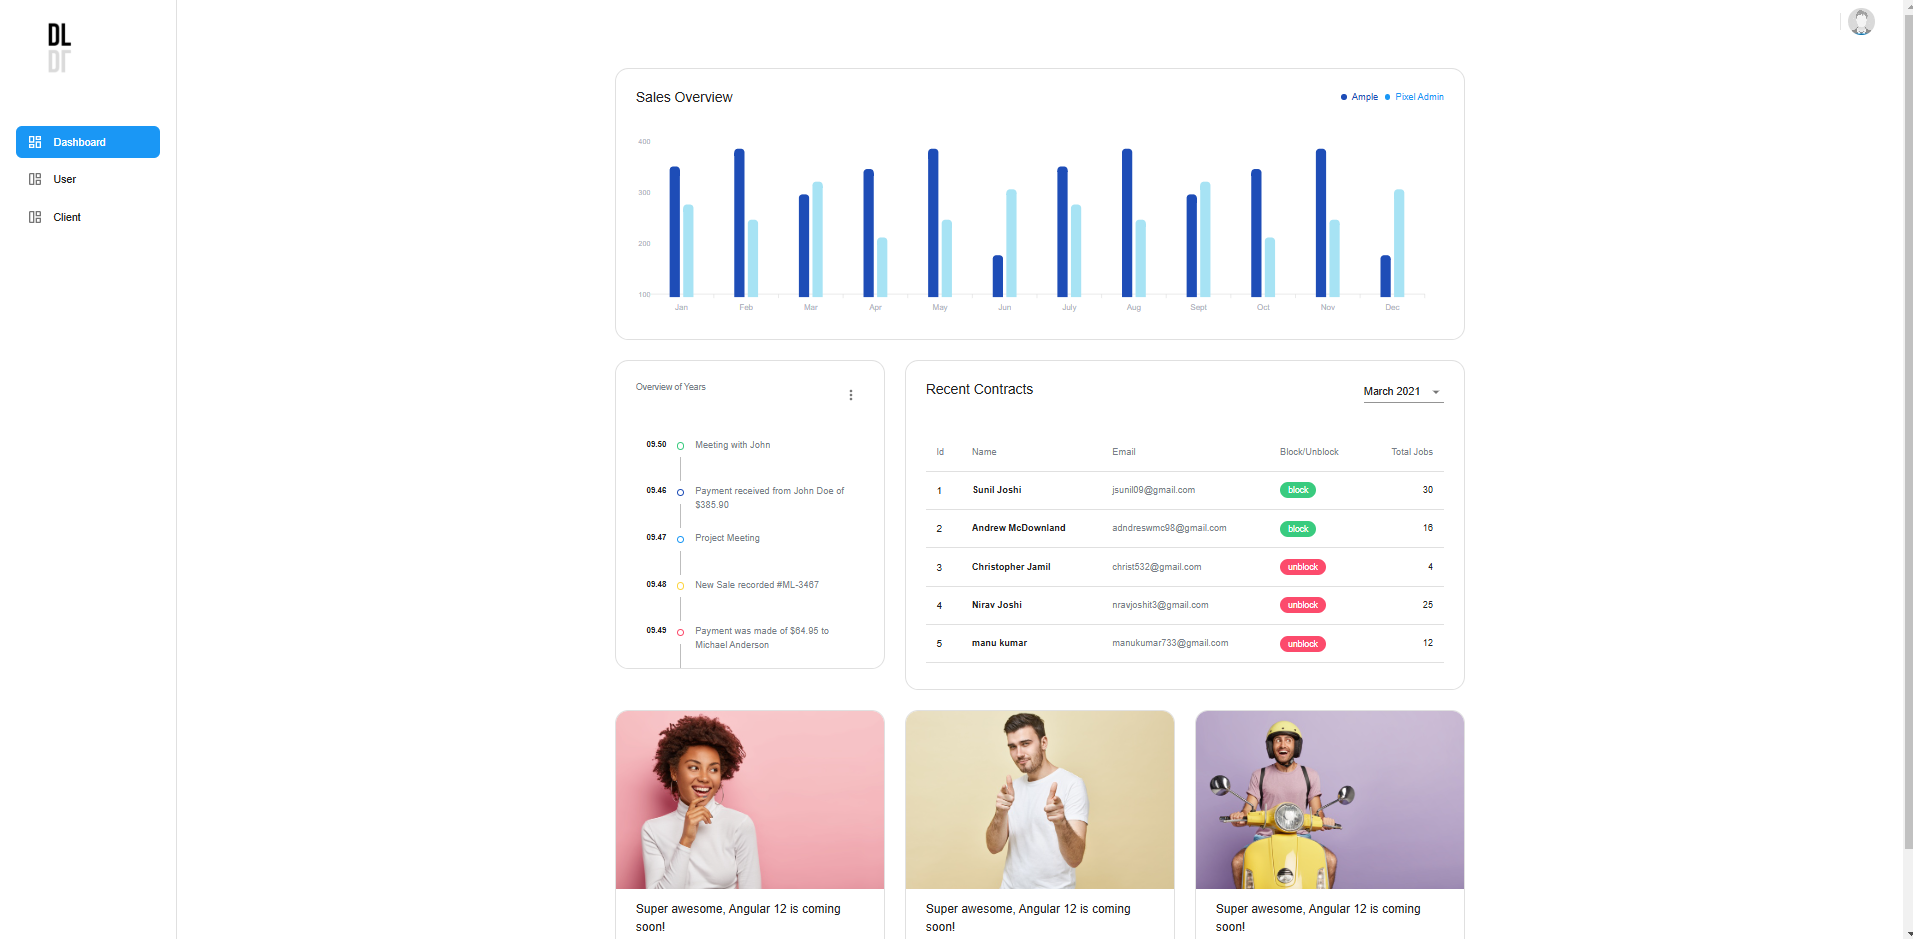 DL
Dashboard
User
Client
Sales Overview
Ample Pixel Admin
400
300
200
100
Jan Feb Mar Apr May Jun July Aug Sept Oct Nov Dec
Overview of Years
09.50 Meeting with John
09.46 Payment received from John Doe of
$385.90
09.47 Project Meeting
09.48 New Sale recorded #ML-3467
09.49 Payment was made of $64.95 to
Michael Anderson
Recent Contracts
March 2021
Id Name Email Block/Unblock Total Jobs
1 Sunil Joshi jsunil09@gmail.com block 30
2 Andrew McDownland adndreswmc98@gmail.com block 16
3 Christopher Jamil christ532@gmail.com unblock 4
4 Nirav Joshi nravjoshit3@gmail.com unblock 25
5 manu kumar manukumar733@gmail.com unblock 12
Super awesome, Angular 12 is coming
soon!
Super awesome, Angular 12 is coming
soon!
Super awesome, Angular 12 is coming
soon!